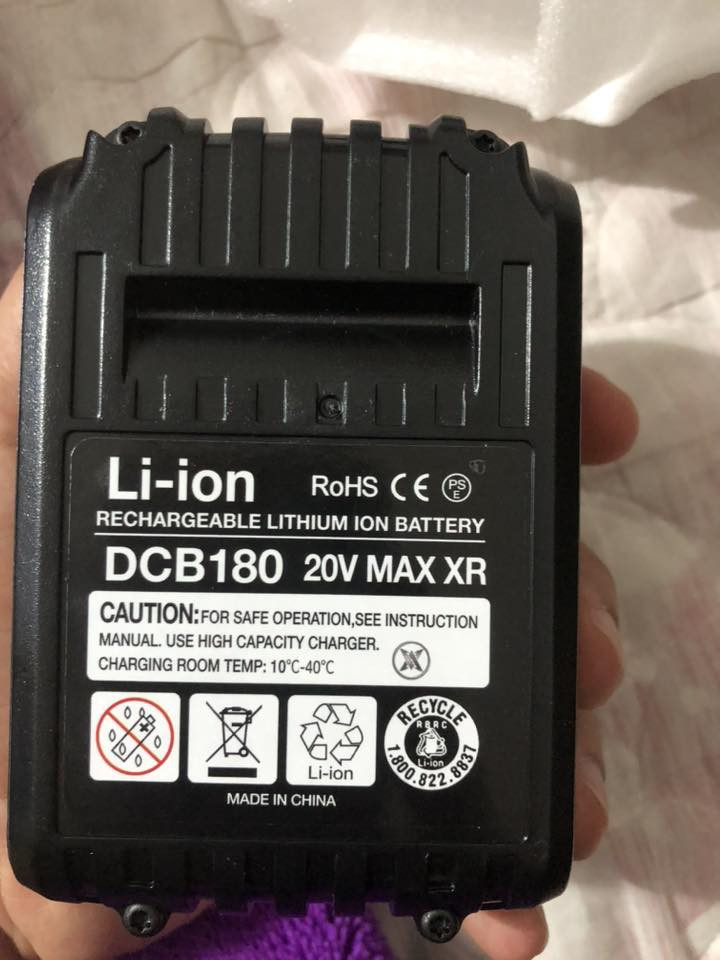 Li-ion RoHS CE PS E
RECHARGEABLE LITHIUM ION BATTERY
DCB180 20V MAX XR
CAUTION:FOR SAFE OPERATION,SEE INSTRUCTION
MANUAL. USE HIGH CAPACITY CHARGER.
CHARGING ROOM TEMP: 10°C-40°C
Li-ion
RECYCLE
RBRC
Li-ion
1.800.822.8837
MADE IN CHINA